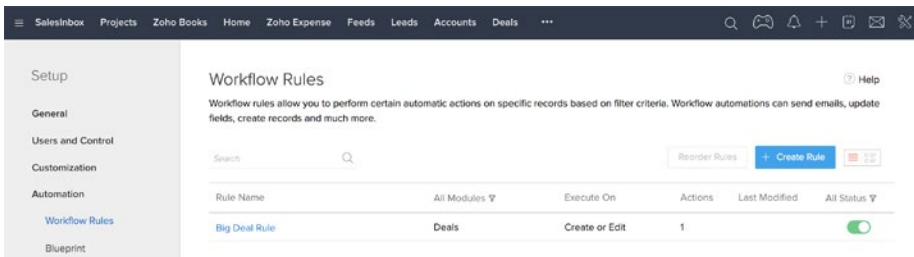 SalesInbox Projects Zoho Books Home Zoho Expense Feeds Leads Accounts Deals •••
Setup
General
Users and Control
Customization
Automation
Workflow Rules
Blueprint
Workflow Rules
? Help
Workflow rules allow you to perform certain automatic actions on specific records based on filter criteria. Workflow automations can send emails, update
fields, create records and much more.
Search
Reorder Rules
+ Create Rule
Rule Name All Modules Execute On Actions Last Modified All Status
Big Deal Rule Deals Create or Edit 1